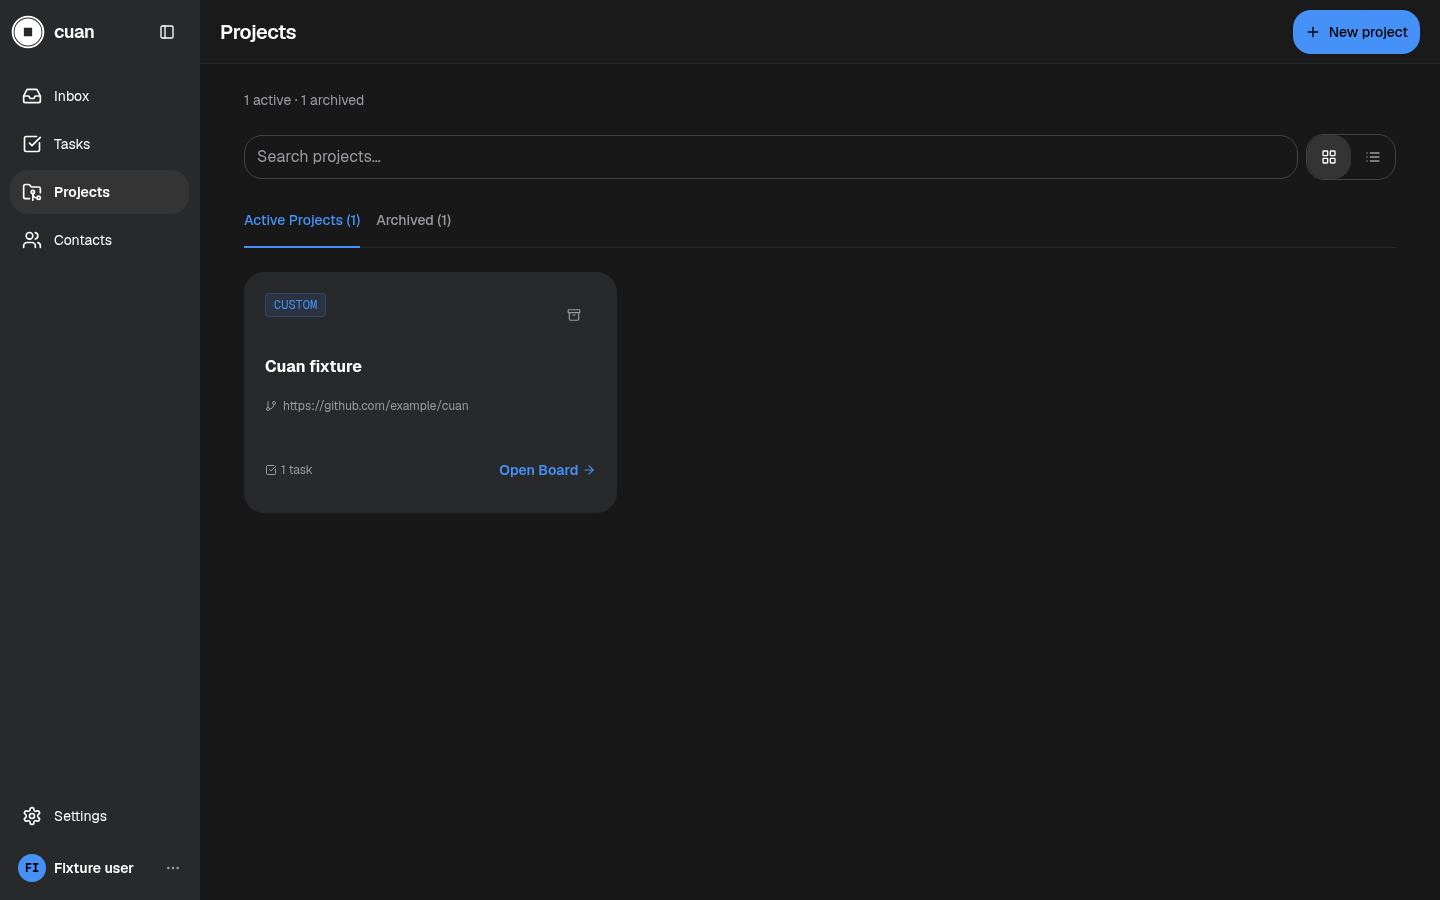 cuan
Inbox
Tasks
Projects
Contacts
Settings
FI
Fixture user
Projects
New project
1 active · 1 archived
Search projects...
Active Projects (1)
Archived (1)
CUSTOM
Cuan fixture
https://github.com/example/cuan
1 task
Open Board